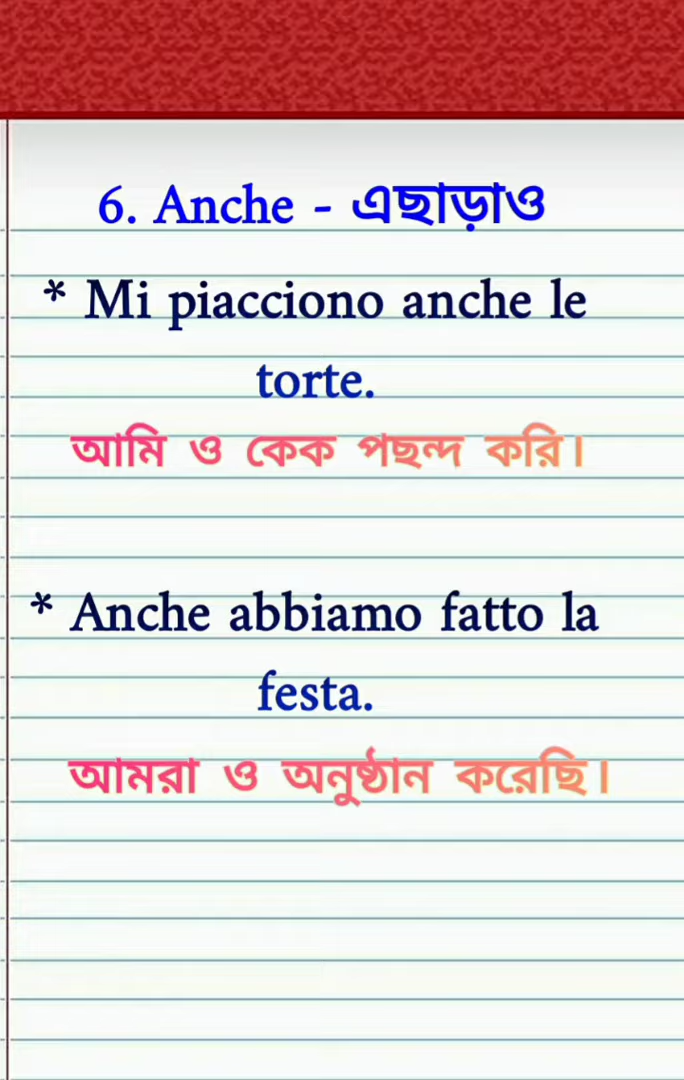 6. Anche - এছাড়াও
* Mi piacciono anche le
torte.
আমি ও কেক পছন্দ করি।
* Anche abbiamo fatto la
festa.
আমরা ও অনুষ্ঠান করেছি।